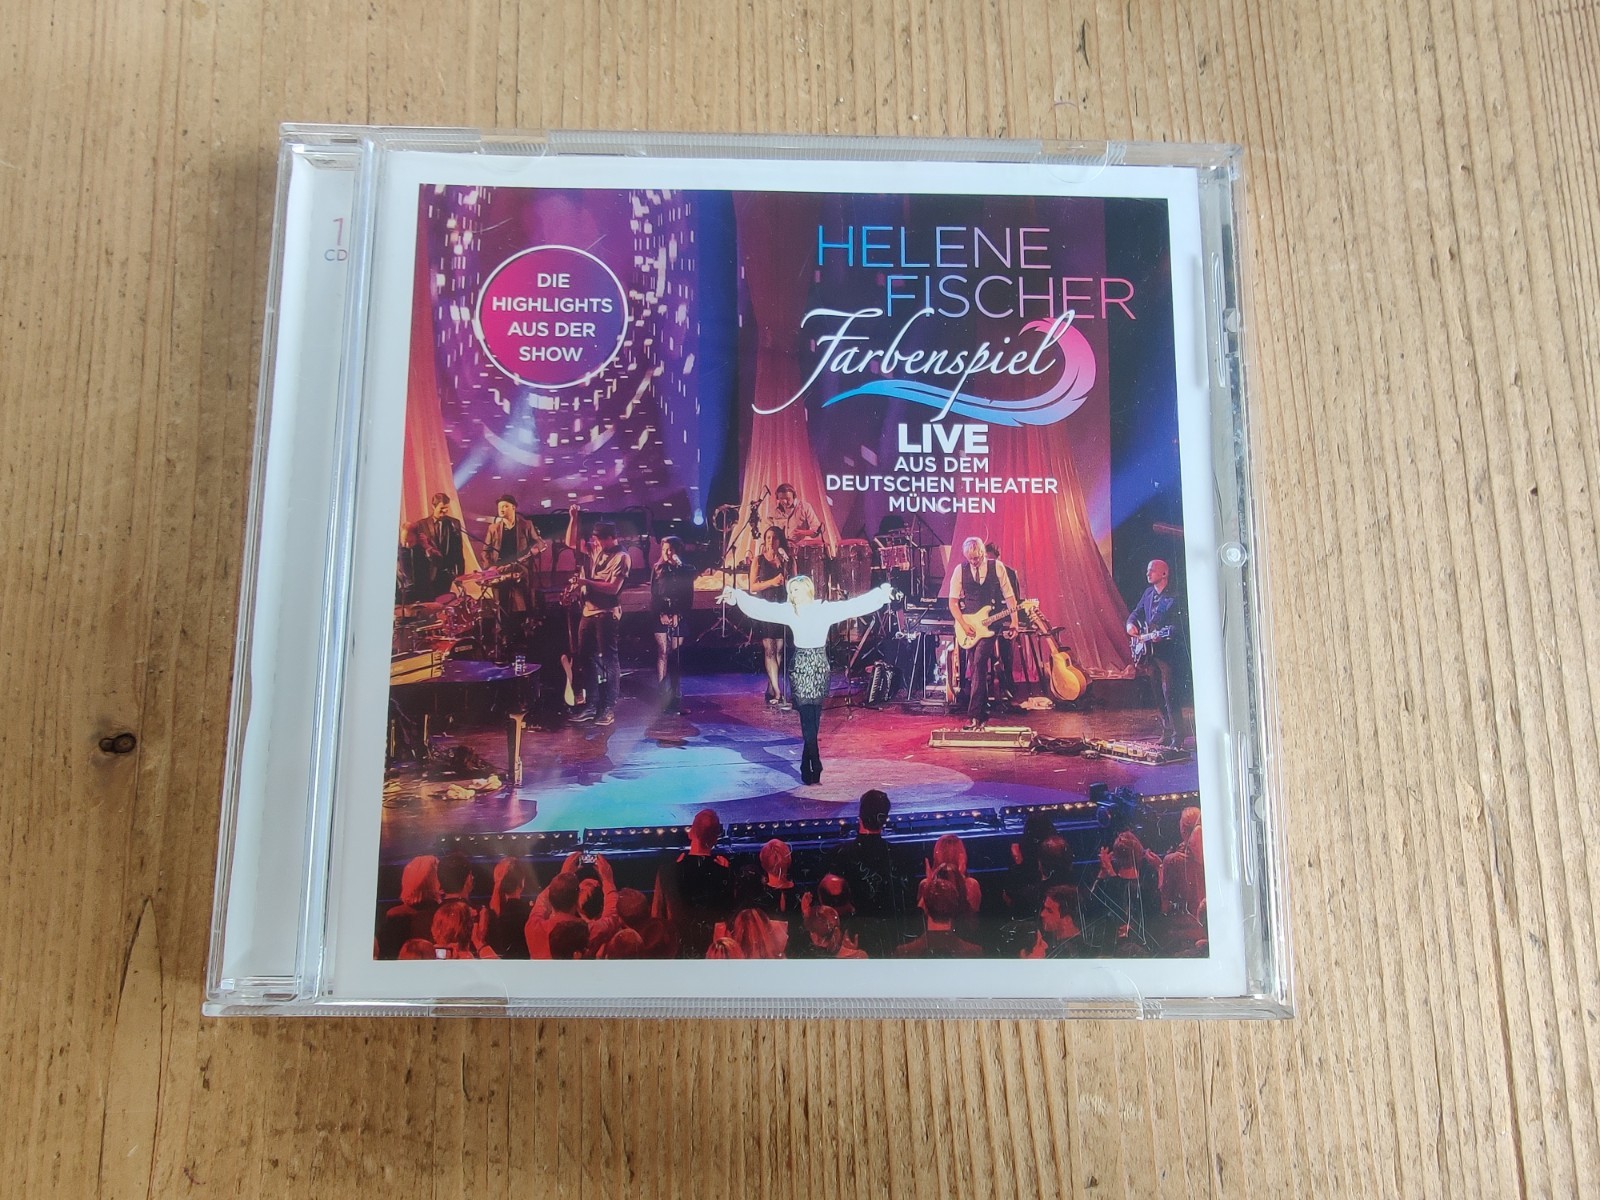 1
CD
DIE
HIGHLIGHTS
AUS DER
SHOW
HELENE
FISCHER
Farbenspiel
LIVE
AUS DEM
DEUTSCHEN THEATER
MÜNCHEN